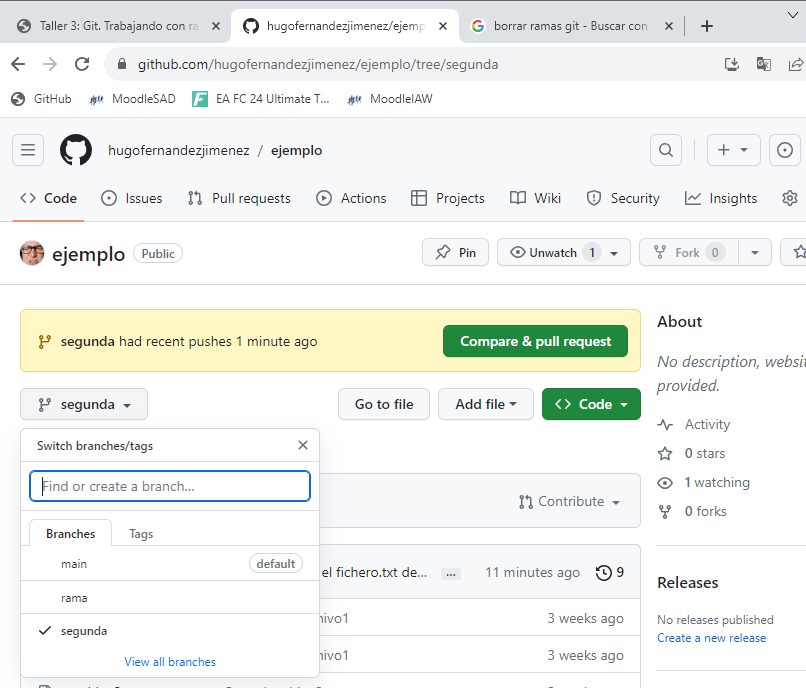 Taller 3: Git. Trabajando con ra
hugofernandezjimenez/ejemp
borrar ramas git - Buscar con
github.com/hugofernandezjimenez/ejemplo/tree/segunda
GitHub MoodleSAD EA FC 24 Ultimate T... MoodleIAW
hugofernandezjimenez / ejemplo
Code Issues Pull requests Actions Projects Wiki Security Insights
ejemplo Public Pin Unwatch 1 Fork 0
segunda had recent pushes 1 minute ago Compare & pull request
segunda Go to file Add file Code
Switch branches/tags
Find or create a branch...
Branches Tags
main default
rama
segunda
View all branches
Contribute
el fichero.txt de... ... 11 minutes ago 9
hivo1 3 weeks ago
hivo1 3 weeks ago
About
No description, websit
provided.
Activity
0 stars
1 watching
0 forks
Releases
No releases published
Create a new release